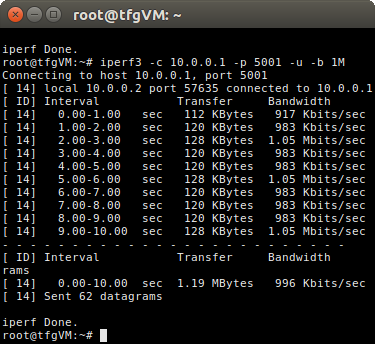 root@tfgVM: ~
iperf Done.
root@tfgVM:~# iperf3 -c 10.0.0.1 -p 5001 -u -b 1M
Connecting to host 10.0.0.1, port 5001
[ 14] local 10.0.0.2 port 57635 connected to 10.0.0.1
[ ID] Interval Transfer Bandwidth
[ 14] 0.00-1.00 sec 112 KBytes 917 Kbits/sec
[ 14] 1.00-2.00 sec 120 KBytes 983 Kbits/sec
[ 14] 2.00-3.00 sec 128 KBytes 1.05 Mbits/sec
[ 14] 3.00-4.00 sec 120 KBytes 983 Kbits/sec
[ 14] 4.00-5.00 sec 120 KBytes 983 Kbits/sec
[ 14] 5.00-6.00 sec 128 KBytes 1.05 Mbits/sec
[ 14] 6.00-7.00 sec 120 KBytes 983 Kbits/sec
[ 14] 7.00-8.00 sec 120 KBytes 983 Kbits/sec
[ 14] 8.00-9.00 sec 120 KBytes 983 Kbits/sec
[ 14] 9.00-10.00 sec 128 KBytes 1.05 Mbits/sec
- - - - - - - - - - - - - - - - - - - - - - - - -
[ ID] Interval Transfer Bandwidth
rams
[ 14] 0.00-10.00 sec 1.19 MBytes 996 Kbits/sec
[ 14] Sent 62 datagrams
iperf Done.
root@tfgVM:~#